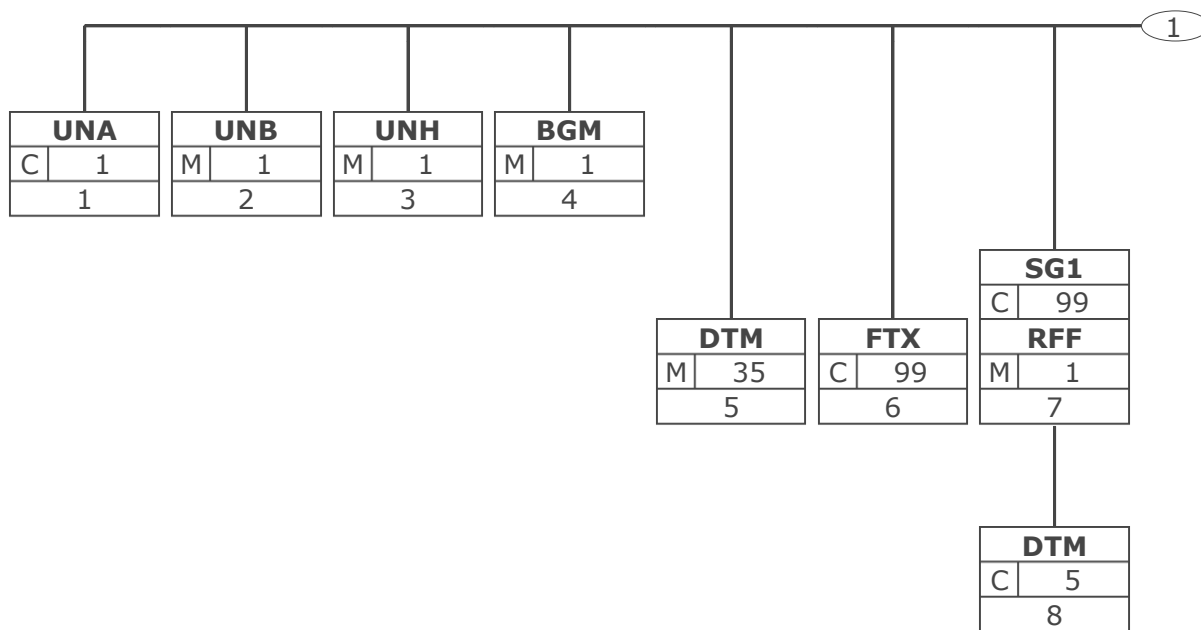 1
UNA UNB UNH BGM
C 1 M 1 M 1 M 1
1 2 3 4
SG1
C 99
DTM FTX RFF
M 35 C 99 M 1
5 6 7
DTM
C 5
8